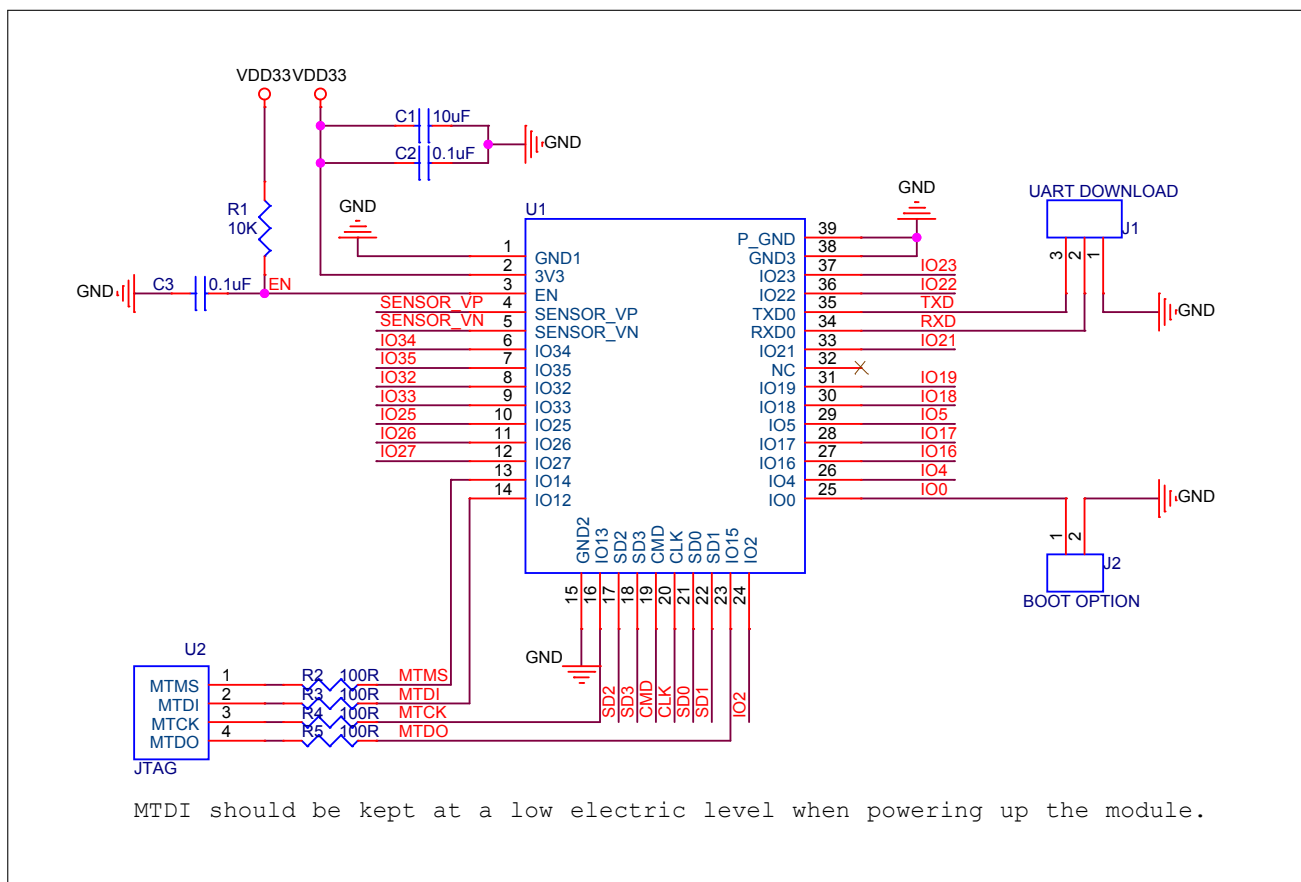 VDD33 VDD33
C1 10uF
C2 0.1uF
GND
R1
10K
GND
C3 0.1uF EN
GND
U1
1 GND1
2 3V3
3 EN
SENSOR_VP 4 SENSOR_VP
SENSOR_VN 5 SENSOR_VN
IO34 6 IO34
IO35 7 IO35
IO32 8 IO32
IO33 9 IO33
IO25 10 IO25
IO26 11 IO26
IO27 12 IO27
13 IO14
14 IO12
GND
P_GND 39
GND3 38
IO23 37 IO23
IO22 36 IO22
TXD0 35 TXD
RXD0 34 RXD
IO21 33 IO21
NC 32
IO19 31 IO19
IO18 30 IO18
IO5 29 IO5
IO17 28 IO17
IO16 27 IO16
IO4 26 IO4
IO0 25 IO0
UART DOWNLOAD
J1
3 2 1
GND
GND
1 2
J2
BOOT OPTION
GND2 IO13 SD2 SD3 CMD CLK SD0 SD1 IO15 IO2
15 16 17 18 19 20 21 22 23 24
GND
SD2 SD3 CMD CLK SD0 SD1 IO2
U2
MTMS 1 R2 100R MTMS
MTDI 2 R3 100R MTDI
MTCK 3 R4 100R MTCK
MTDO 4 R5 100R MTDO
JTAG
MTDI should be kept at a low electric level when powering up the module.